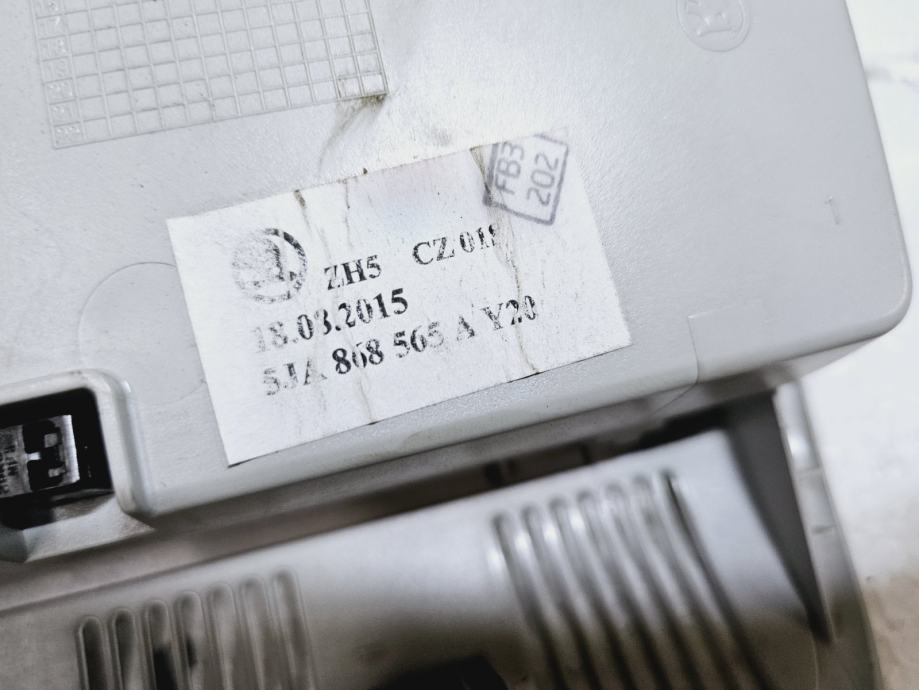 FB3
202
ZH5 CZ 018
18.03.2015
5JA 868 565 A Y20